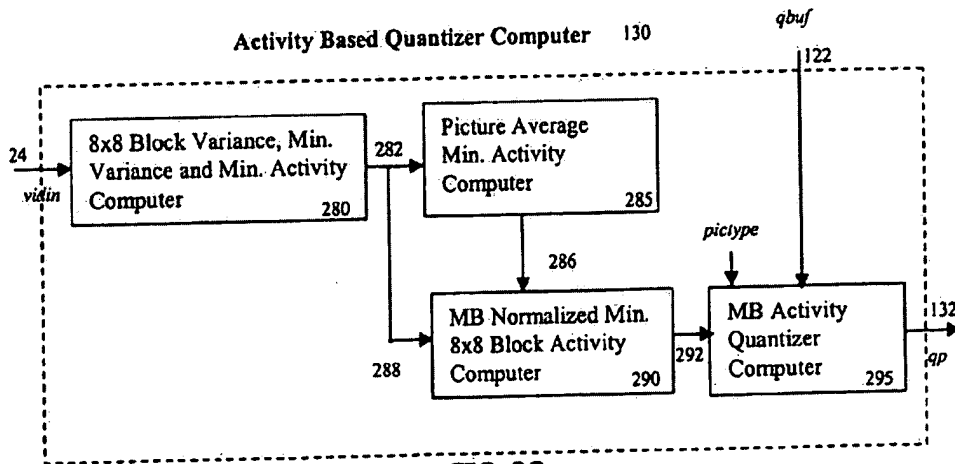 Activity Based Quantizer Computer 130
qbuf
122
24
vidin
8x8 Block Variance, Min.
Variance and Min. Activity
Computer
280
282
Picture Average
Min. Activity
Computer
285
286
288
MB Normalized Min.
8x8 Block Activity
Computer
290
292
pictype
MB Activity
Quantizer
Computer
295
132
qp